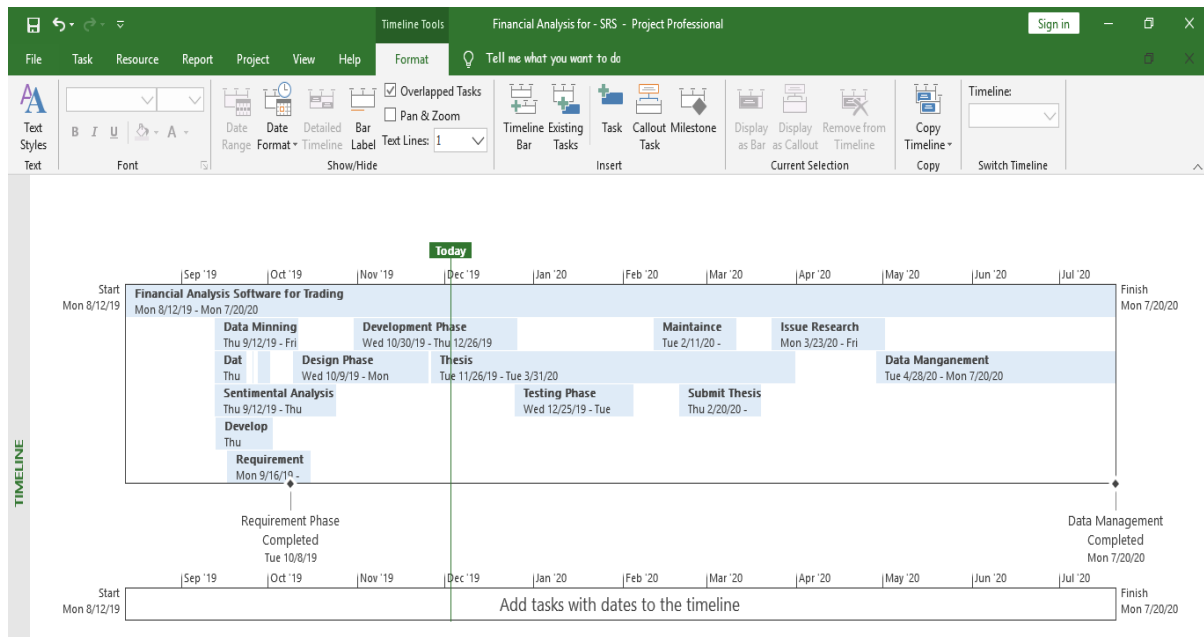 Timeline Tools
Financial Analysis for - SRS - Project Professional
Sign in
File Task Resource Report Project View Help Format Tell me what you want to do
Text Styles
B I U A
Date Range
Date Format
Detailed Timeline
Bar Label
Overlapped Tasks
Pan & Zoom
Text Lines: 1
Timeline Bar
Existing Tasks
Task
Callout Task
Milestone
Display as Bar
Display as Callout
Remove from Timeline
Copy Timeline
Timeline:
Text Font Show/Hide Insert Current Selection Copy Switch Timeline
TIMELINE
Today
Sep '19 Oct '19 Nov '19 Dec '19 Jan '20 Feb '20 Mar '20 Apr '20 May '20 Jun '20 Jul '20
Start
Mon 8/12/19
Financial Analysis Software for Trading
Mon 8/12/19 - Mon 7/20/20
Finish
Mon 7/20/20
Data Minning
Thu 9/12/19 - Fri
Development Phase
Wed 10/30/19 - Thu 12/26/19
Maintaince
Tue 2/11/20 -
Issue Research
Mon 3/23/20 - Fri
Dat
Thu
Design Phase
Wed 10/9/19 - Mon
Thesis
Tue 11/26/19 - Tue 3/31/20
Data Manganement
Tue 4/28/20 - Mon 7/20/20
Sentimental Analysis
Thu 9/12/19 - Thu
Testing Phase
Wed 12/25/19 - Tue
Submit Thesis
Thu 2/20/20 -
Develop
Thu
Requirement
Mon 9/16/19 -
Requirement Phase
Completed
Tue 10/8/19
Data Management
Completed
Mon 7/20/20
Sep '19 Oct '19 Nov '19 Dec '19 Jan '20 Feb '20 Mar '20 Apr '20 May '20 Jun '20 Jul '20
Start
Mon 8/12/19
Add tasks with dates to the timeline
Finish
Mon 7/20/20